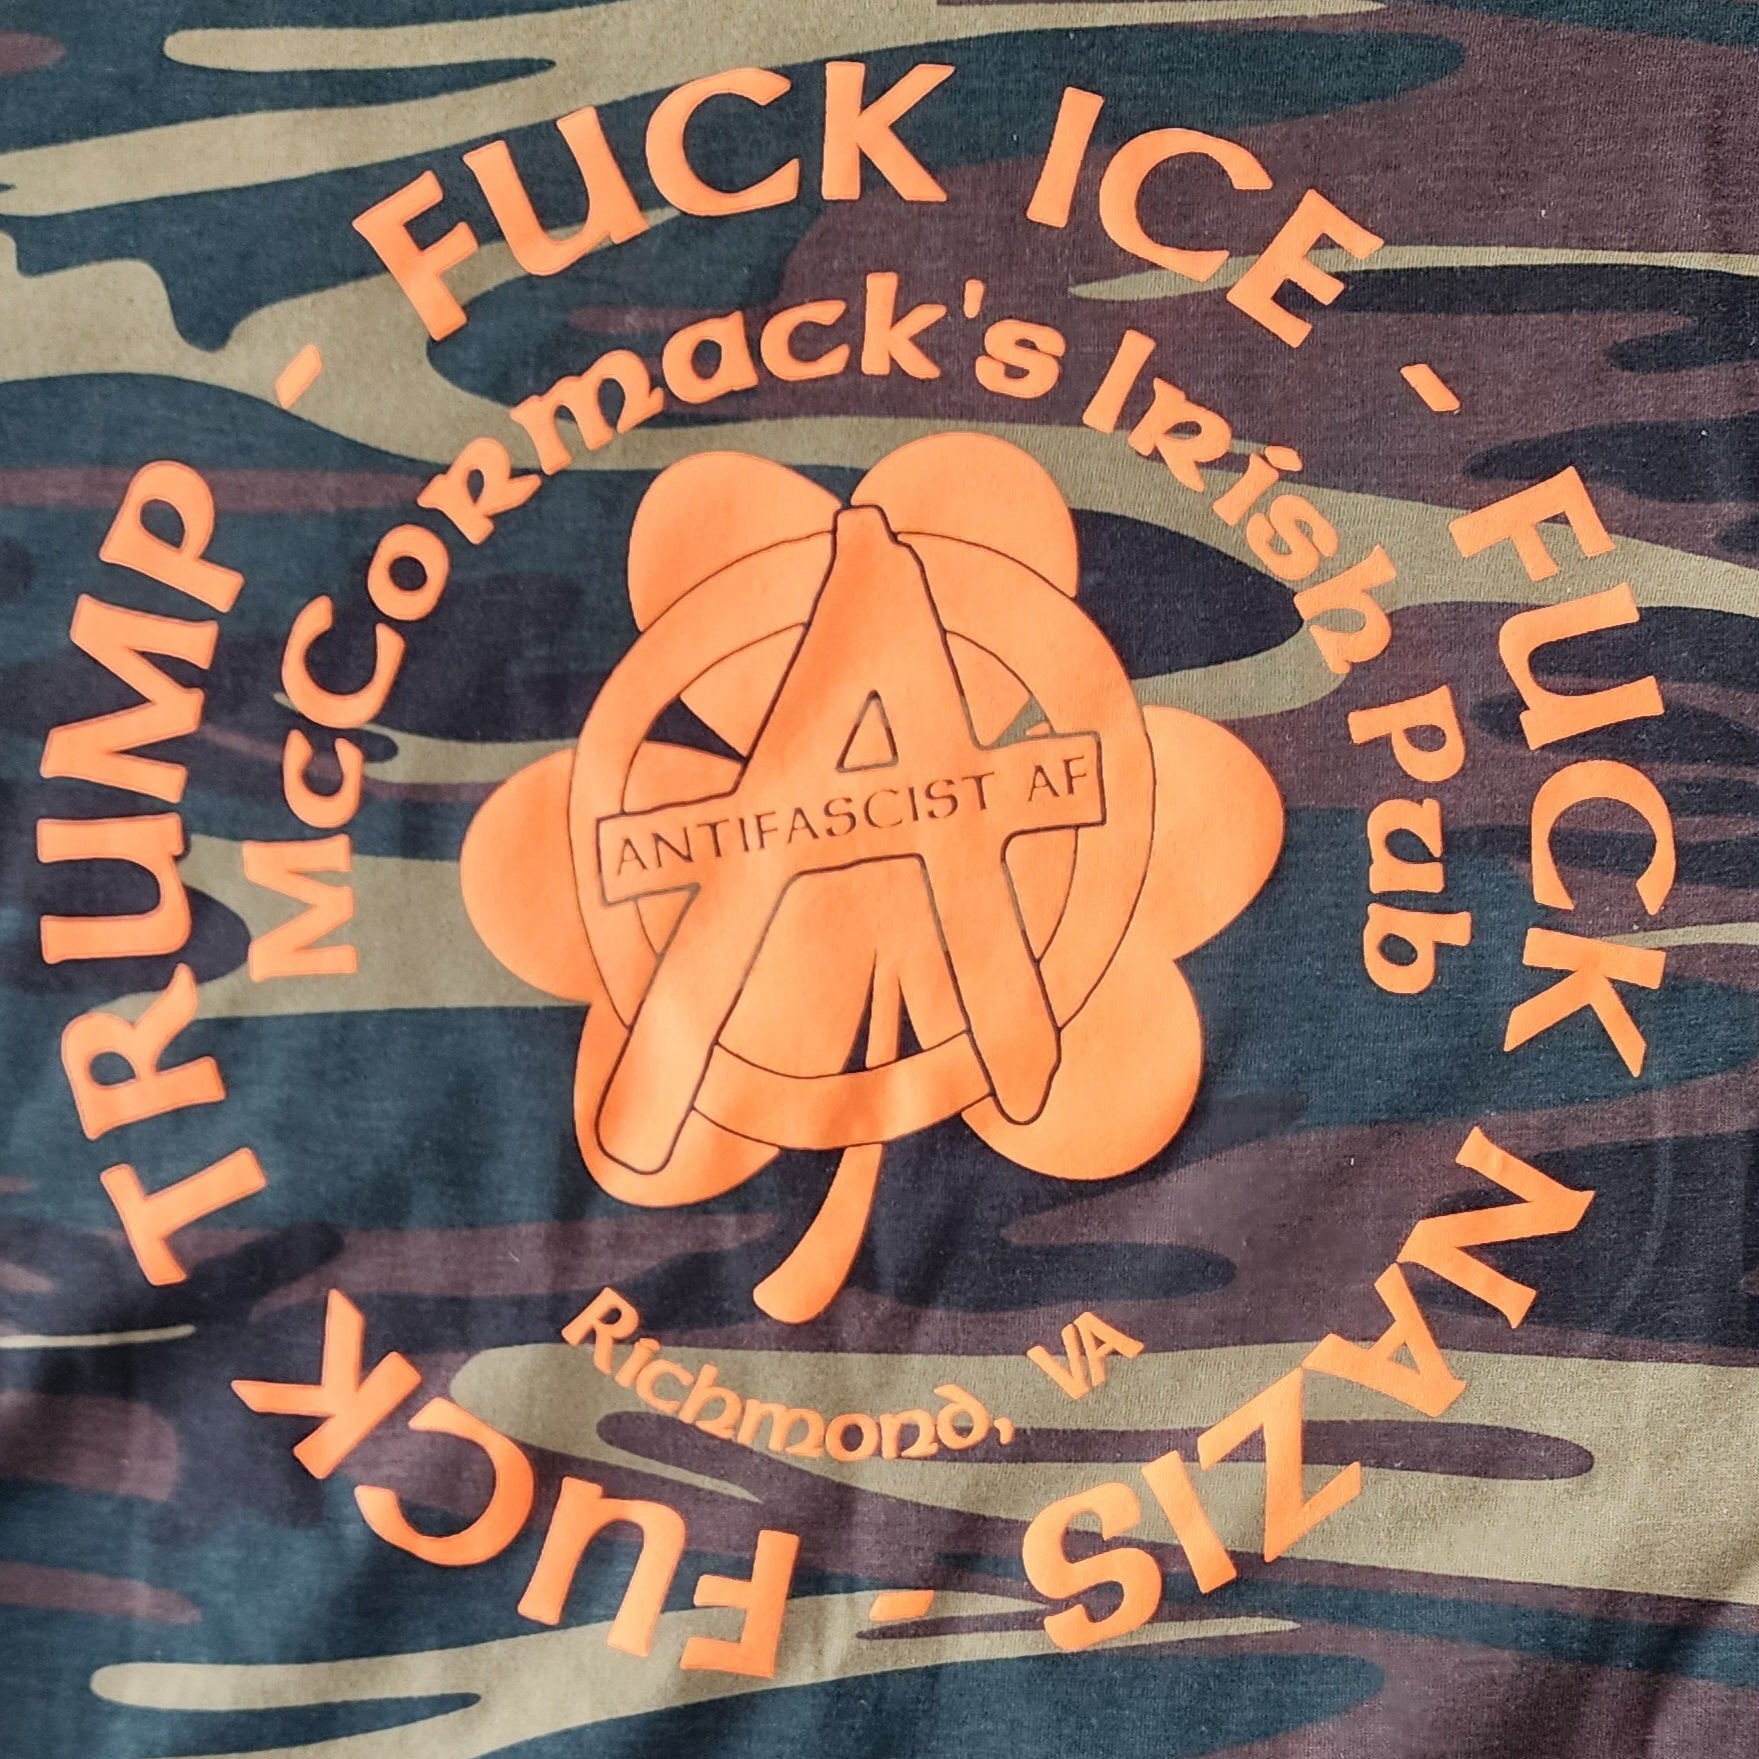 FUCK ICE - FUCK NAZIS - FUCK TRUMP -
McCormack's Irish Pub
ANTIFASCIST AF
Richmond, VA